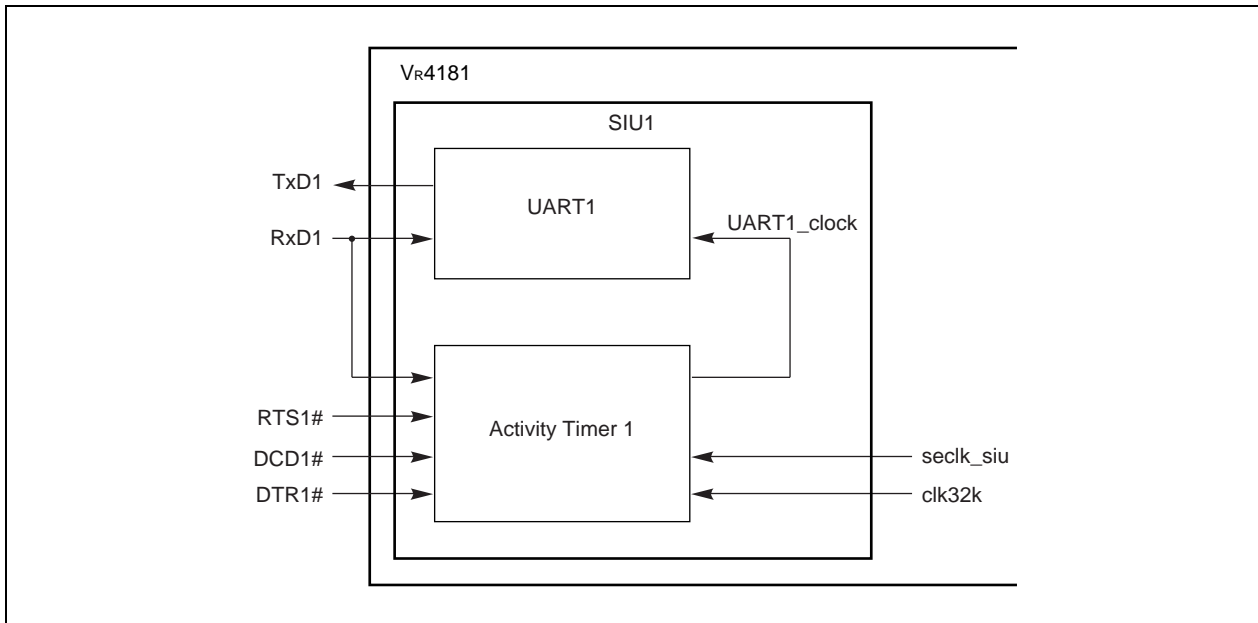 VR4181
SIU1
TxD1
UART1
UART1_clock
RxD1
RTS1#
Activity Timer 1
DCD1#
seclk_siu
DTR1#
clk32k